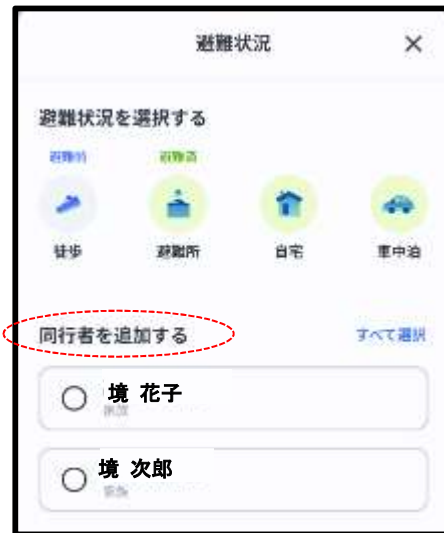 避難状況 ×
避難状況を選択する
避難前 避難済
徒歩 避難所 自宅 車中泊
同行者を追加する すべて選択
境 花子
境 次郎